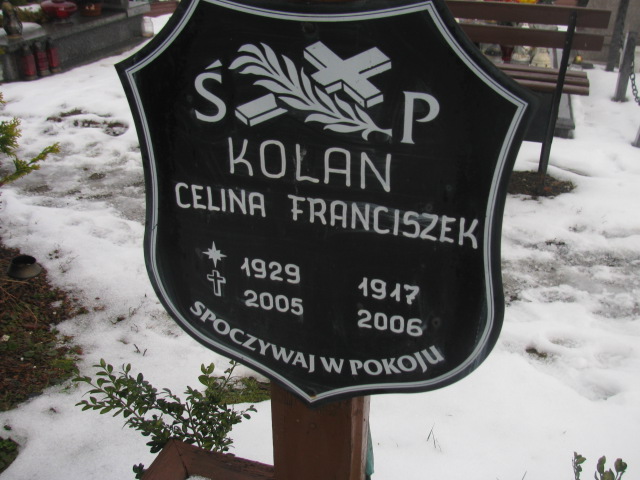 Ś P
KOLAN
CELINA FRANCISZEK
1929 1917
2005 2006
SPOCZYWAJ W POKOJU